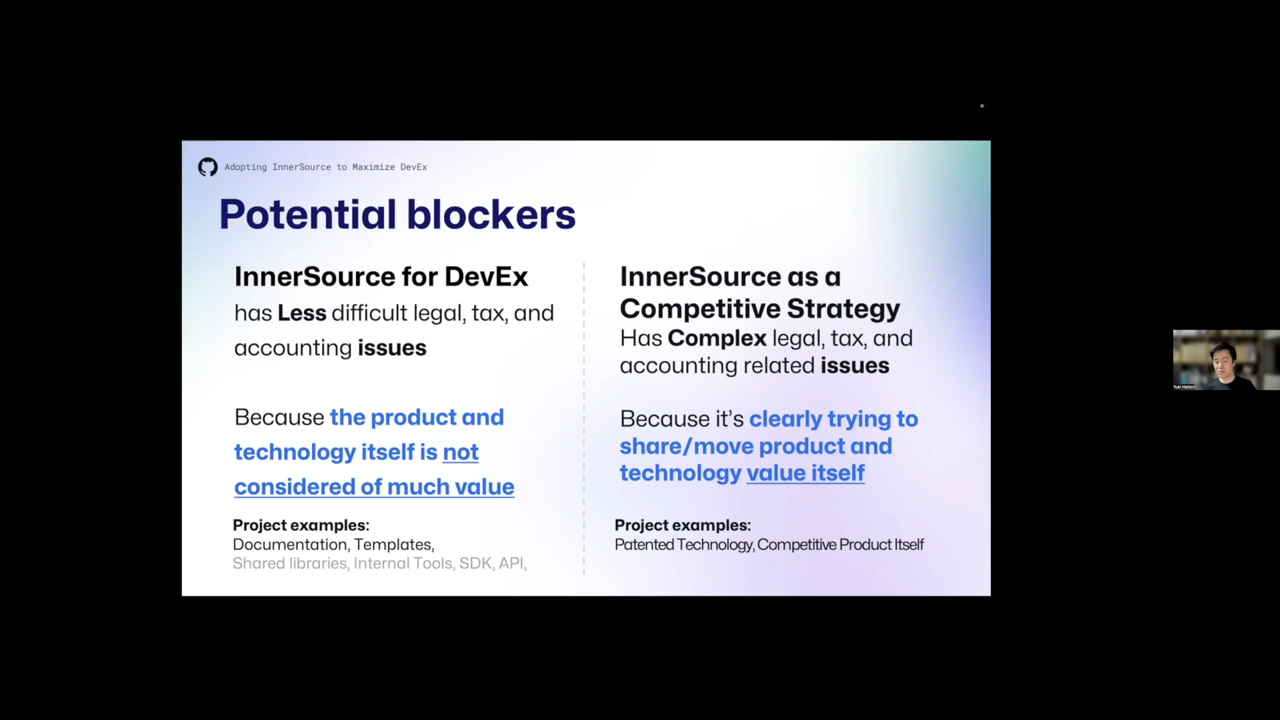 Adopting InnerSource to Maximize DevEx
Potential blockers
InnerSource for DevEx
has Less difficult legal, tax, and
accounting issues
Because the product and
technology itself is not
considered of much value
Project examples:
Documentation, Templates,
Shared libraries, Internal Tools, SDK, API,
InnerSource as a
Competitive Strategy
Has Complex legal, tax, and
accounting related issues
Because it's clearly trying to
share/move product and
technology value itself
Project examples:
Patented Technology, Competitive Product Itself